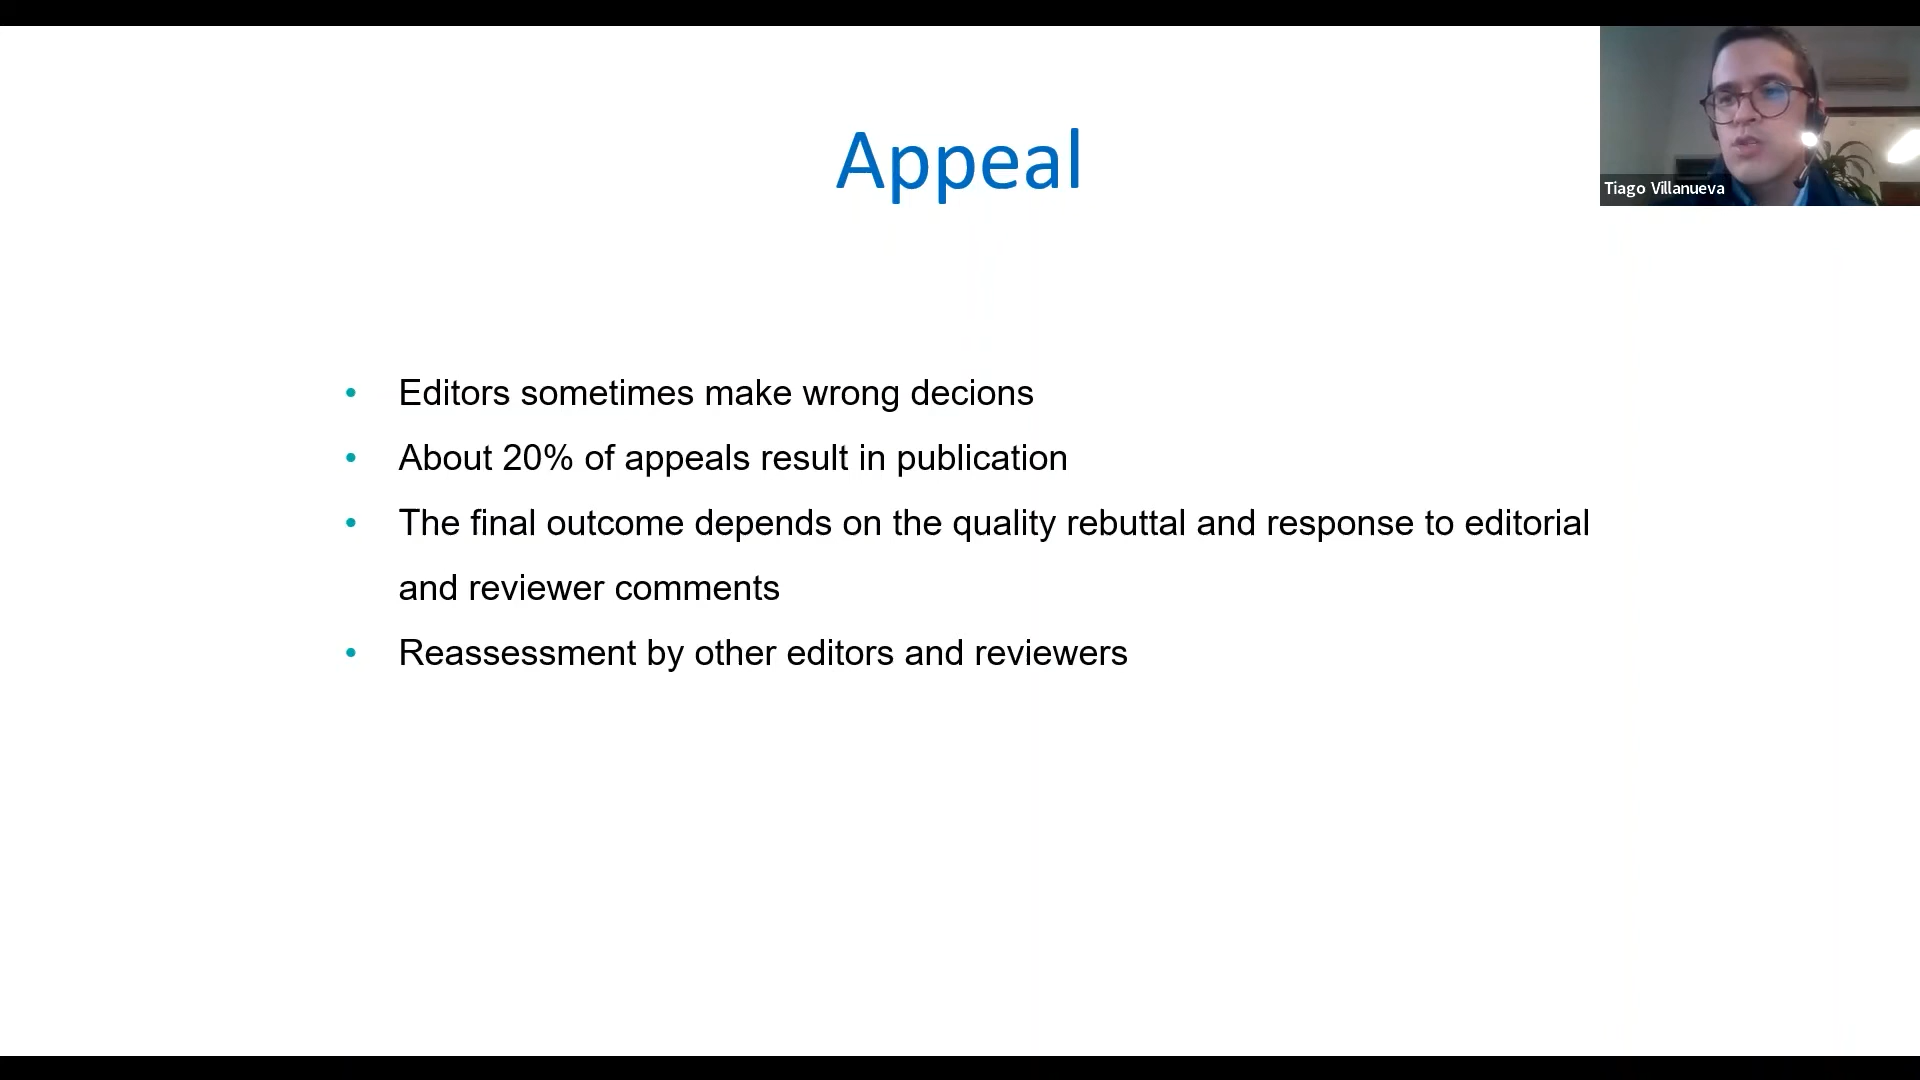 Appeal
Tiago Villanueva
• Editors sometimes make wrong decions
• About 20% of appeals result in publication
• The final outcome depends on the quality rebuttal and response to editorial
and reviewer comments
• Reassessment by other editors and reviewers